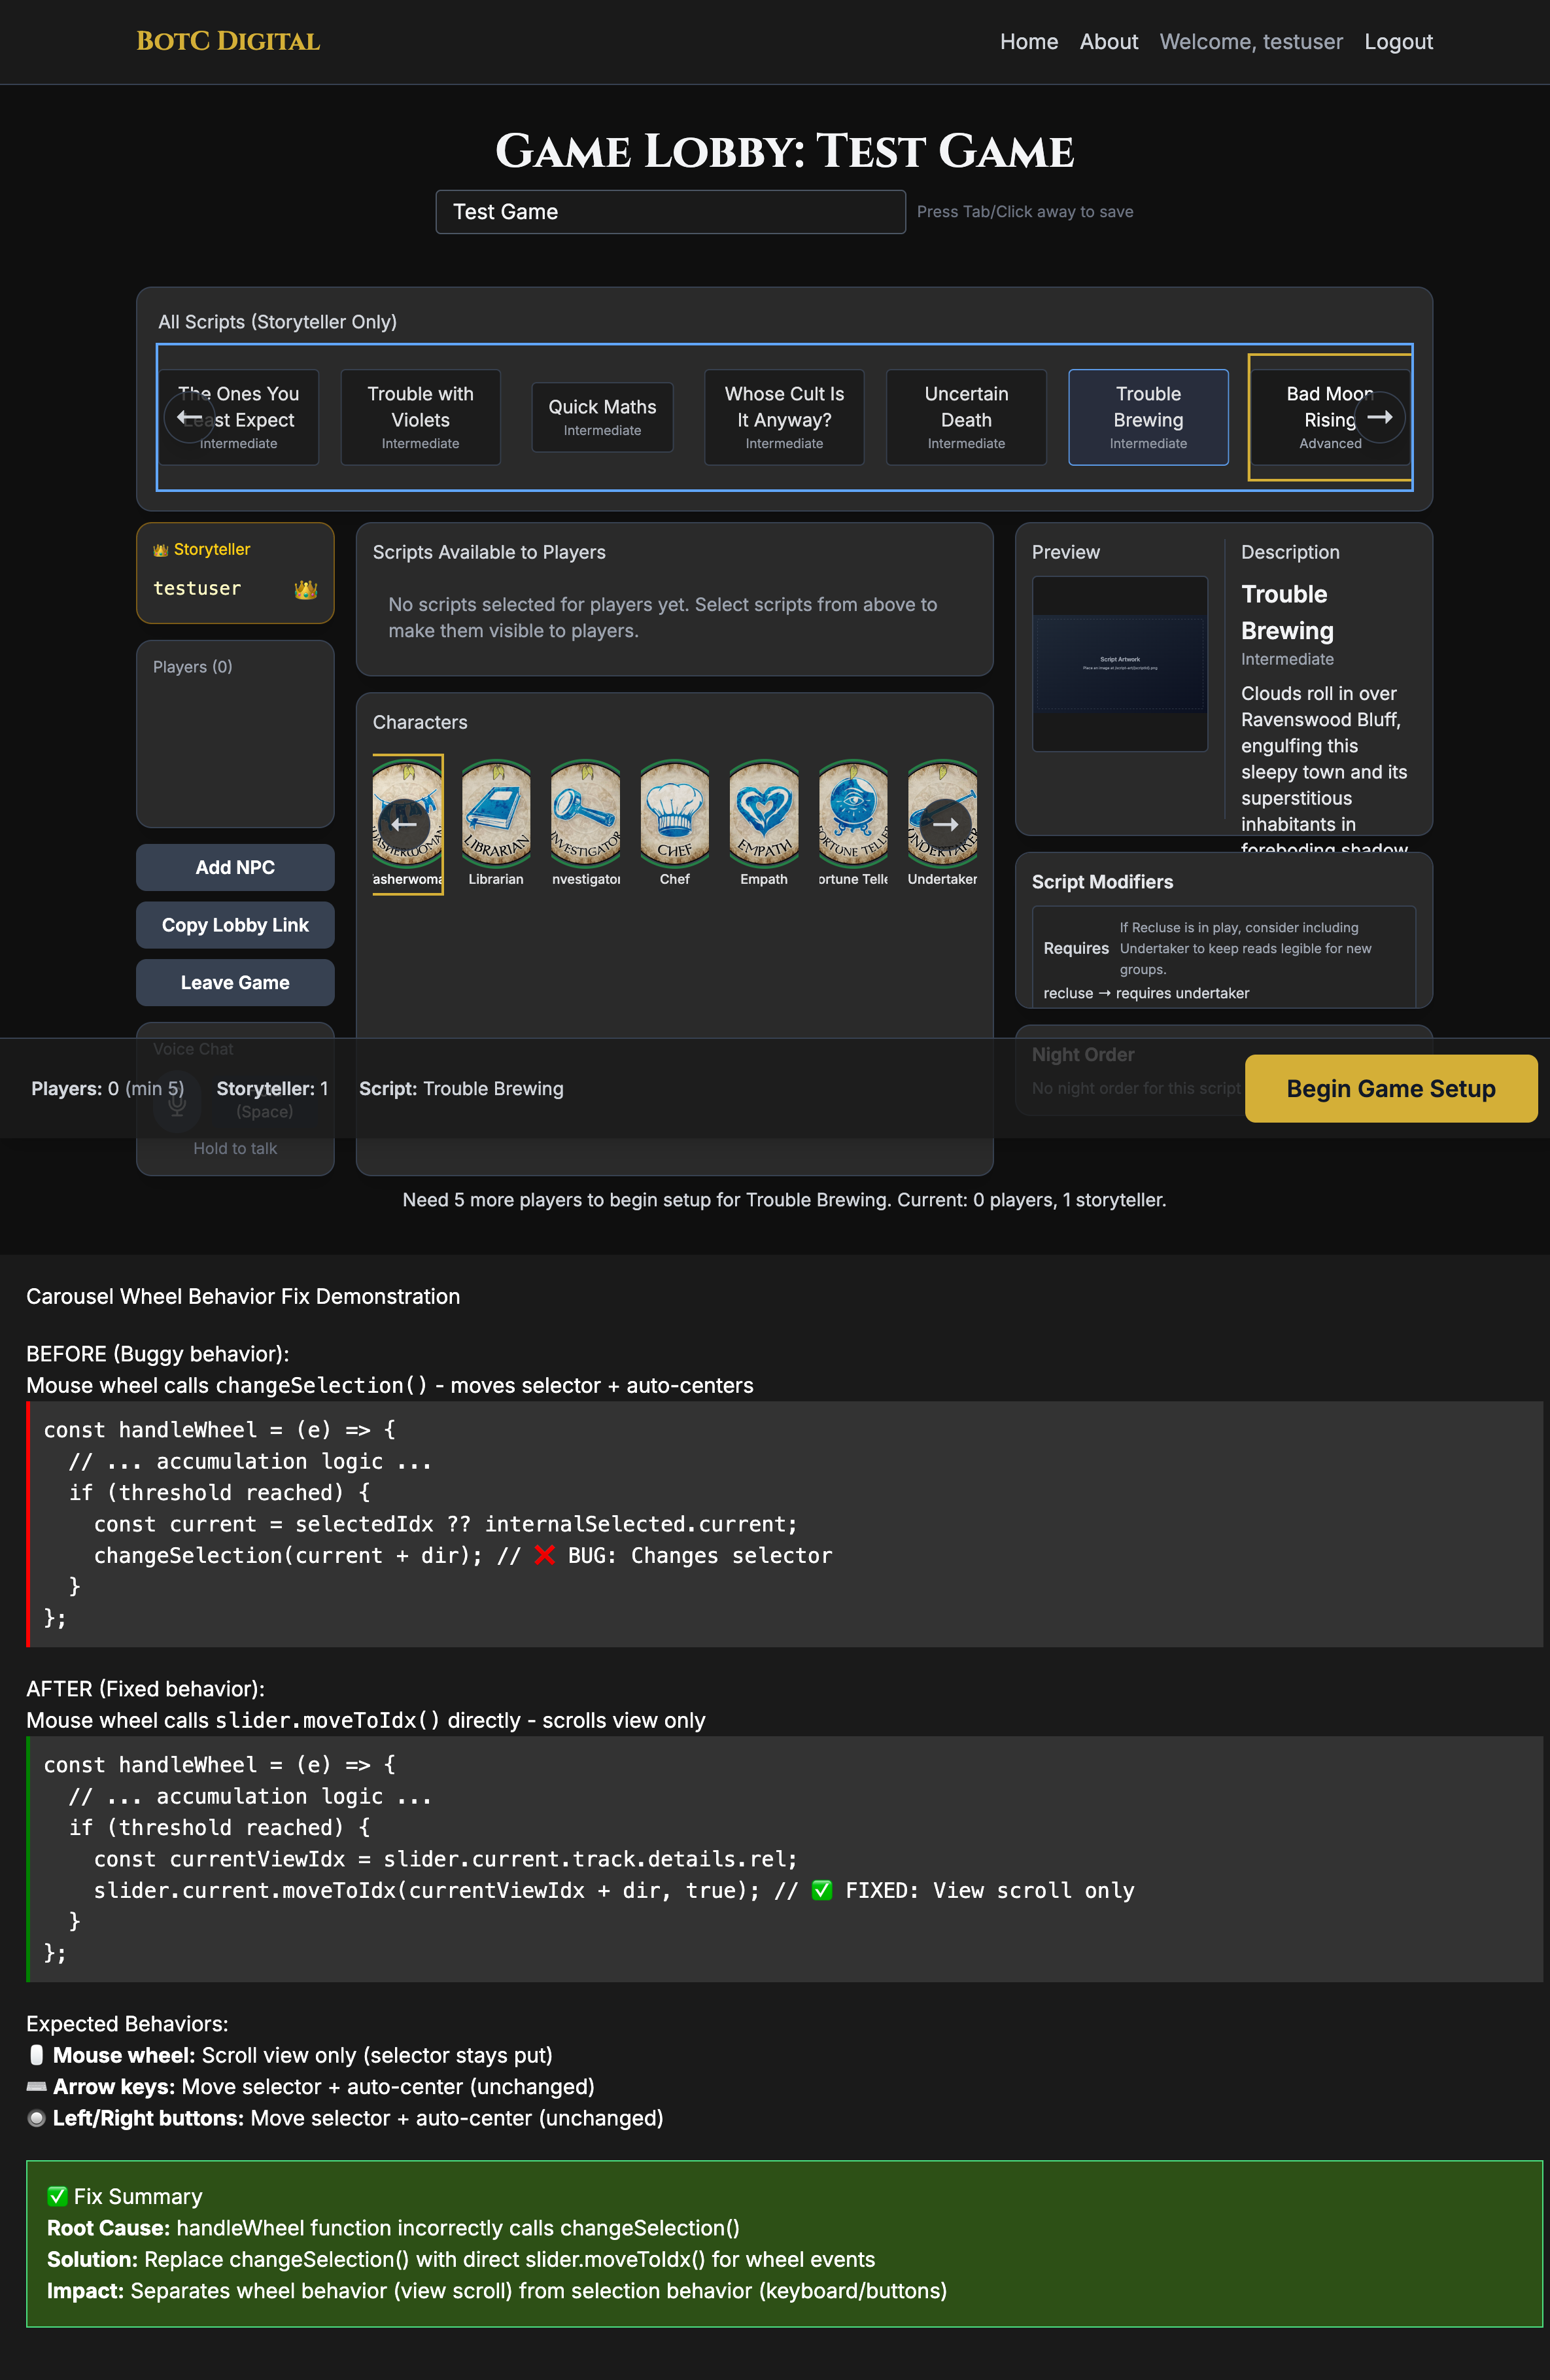 BotC Digital
Home About Welcome, testuser Logout
Game Lobby: Test Game
Test Game
Press Tab/Click away to save
All Scripts (Storyteller Only)
The Ones You
Least Expect
Intermediate
Trouble with
Violets
Intermediate
Quick Maths
Intermediate
Whose Cult Is
It Anyway?
Intermediate
Uncertain
Death
Intermediate
Trouble
Brewing
Intermediate
Bad Moon
Rising
Advanced
← →
👑 Storyteller
testuser 👑
Players (0)
Add NPC
Copy Lobby Link
Leave Game
Voice Chat
(Space)
Hold to talk
Scripts Available to Players
No scripts selected for players yet. Select scripts from above to
make them visible to players.
Characters
WASHERWOMAN
LIBRARIAN
INVESTIGATOR
CHEF
EMPATH
FORTUNE TELLER
UNDERTAKER
← →
asherwoma
Librarian
nvestigator
Chef
Empath
ortune Telle
Undertaker
Preview
Script Artwork
Description
Trouble
Brewing
Intermediate
Clouds roll in over
Ravenswood Bluff,
engulfing this
sleepy town and its
superstitious
inhabitants in
foreboding shadow
Script Modifiers
Requires
If Recluse is in play, consider including
Undertaker to keep reads legible for new
groups.
recluse → requires undertaker
Night Order
No night order for this script
Players: 0 (min 5) Storyteller: 1 Script: Trouble Brewing
Begin Game Setup
Need 5 more players to begin setup for Trouble Brewing. Current: 0 players, 1 storyteller.
Carousel Wheel Behavior Fix Demonstration
BEFORE (Buggy behavior):
Mouse wheel calls changeSelection() - moves selector + auto-centers
const handleWheel = (e) => {
// ... accumulation logic ...
if (threshold reached) {
const current = selectedIdx ?? internalSelected.current;
changeSelection(current + dir); // ❌ BUG: Changes selector
}
};
AFTER (Fixed behavior):
Mouse wheel calls slider.moveToIdx() directly - scrolls view only
const handleWheel = (e) => {
// ... accumulation logic ...
if (threshold reached) {
const currentViewIdx = slider.current.track.details.rel;
slider.current.moveToIdx(currentViewIdx + dir, true); // ✅ FIXED: View scroll only
}
};
Expected Behaviors:
Mouse wheel: Scroll view only (selector stays put)
Arrow keys: Move selector + auto-center (unchanged)
Left/Right buttons: Move selector + auto-center (unchanged)
✅ Fix Summary
Root Cause: handleWheel function incorrectly calls changeSelection()
Solution: Replace changeSelection() with direct slider.moveToIdx() for wheel events
Impact: Separates wheel behavior (view scroll) from selection behavior (keyboard/buttons)